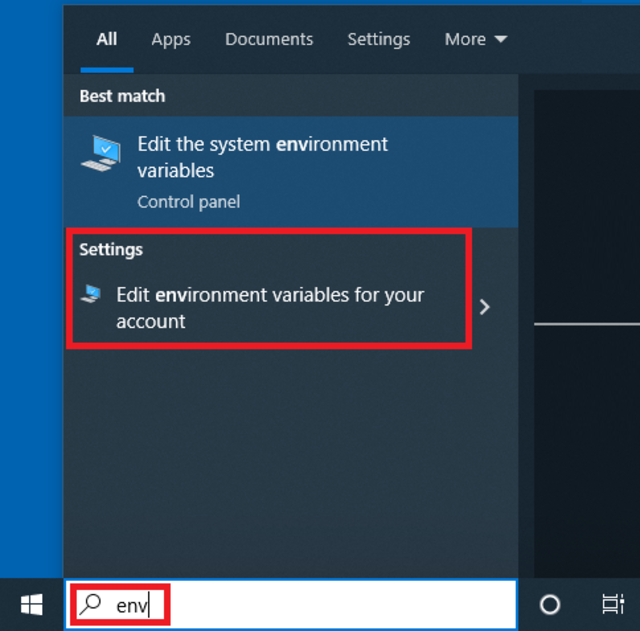 All Apps Documents Settings More
Best match
Edit the system environment
variables
Control panel
Settings
Edit environment variables for your
account
env